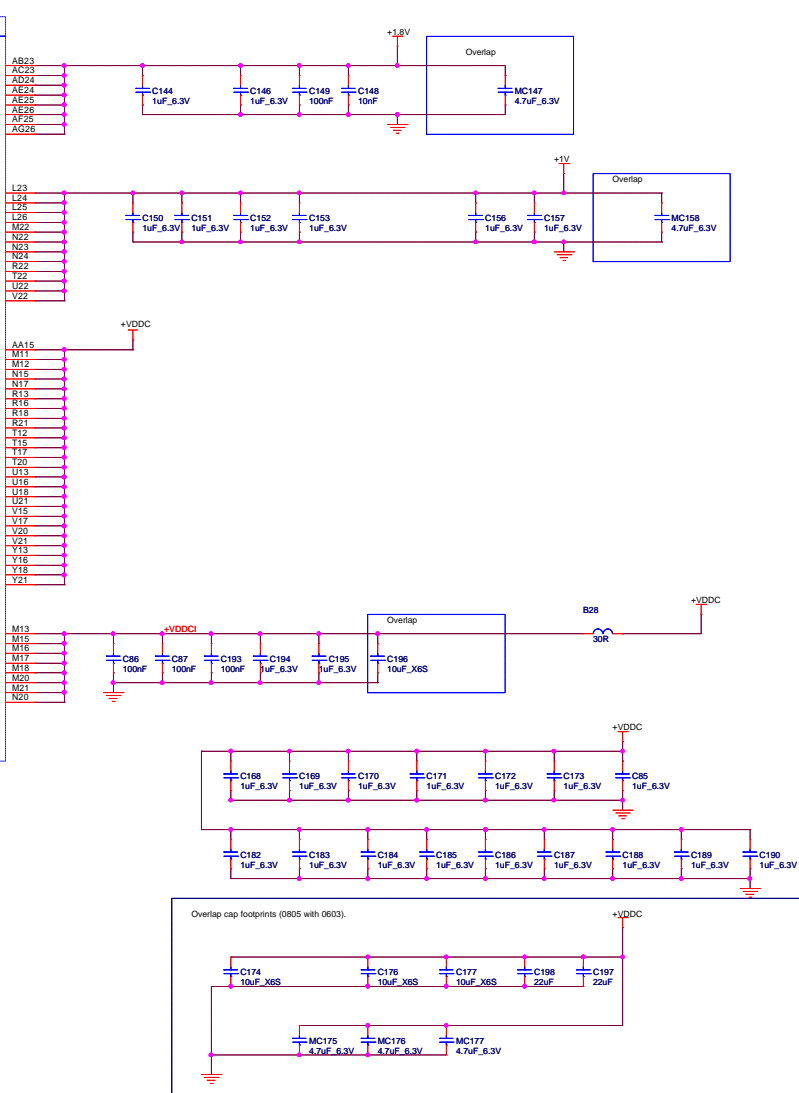 +1.8V
Overlap
AB23
AC23
AD24
AE24
AE25
AE26
AF25
AG26
C144
1uF_6.3V
C146
1uF_6.3V
C149
100nF
C148
10nF
MC147
4.7uF_6.3V
+1V
Overlap
L23
L24
L25
L26
M22
N22
N23
N24
R22
T22
U22
V22
C150
1uF_6.3V
C151
1uF_6.3V
C152
1uF_6.3V
C153
1uF_6.3V
C156
1uF_6.3V
C157
1uF_6.3V
MC158
4.7uF_6.3V
+VDDC
AA15
M11
M12
N15
N17
R13
R16
R18
R21
T12
T15
T17
T20
U13
U16
U18
U21
V15
V17
V20
V21
Y13
Y16
Y18
Y21
M13
M15
M16
M17
M18
M20
M21
N20
+VDDCI
Overlap
B28
30R
+VDDC
C86
100nF
C87
100nF
C193
100nF
C194
1uF_6.3V
C195
1uF_6.3V
C196
10uF_X6S
+VDDC
C168
1uF_6.3V
C169
1uF_6.3V
C170
1uF_6.3V
C171
1uF_6.3V
C172
1uF_6.3V
C173
1uF_6.3V
C85
1uF_6.3V
C182
1uF_6.3V
C183
1uF_6.3V
C184
1uF_6.3V
C185
1uF_6.3V
C186
1uF_6.3V
C187
1uF_6.3V
C188
1uF_6.3V
C189
1uF_6.3V
C190
1uF_6.3V
Overlap cap footprints (0805 with 0603).
+VDDC
C174
10uF_X6S
C176
10uF_X6S
C177
10uF_X6S
C198
22uF
C197
22uF
MC175
4.7uF_6.3V
MC176
4.7uF_6.3V
MC177
4.7uF_6.3V